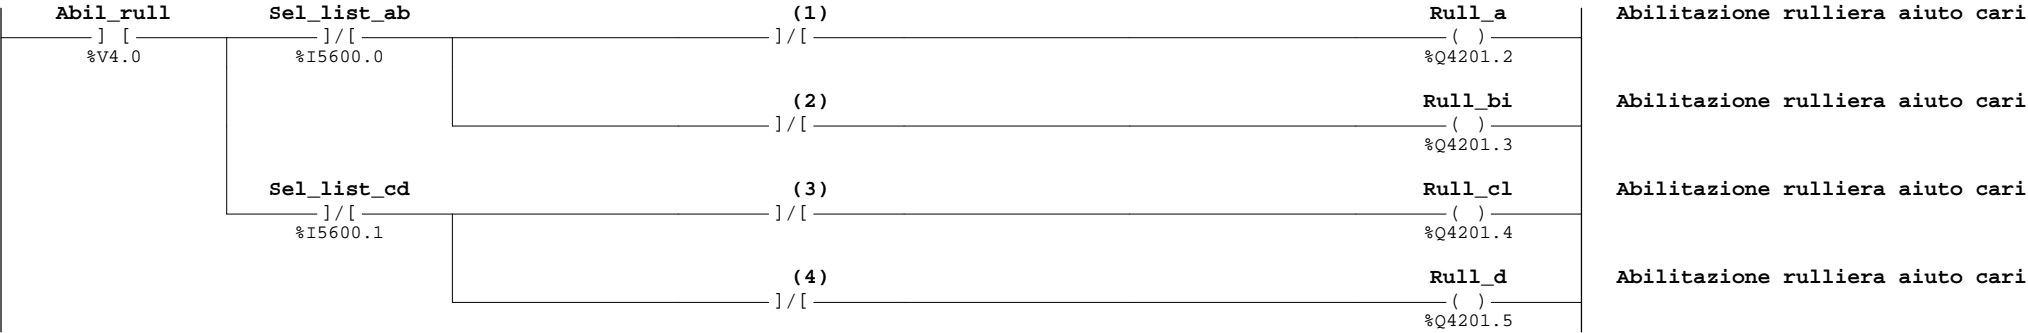 Abil_rull Sel_list_ab (1) Rull_a Abilitazione rulliera aiuto cari
] [ ]/[ ]/[ ( )
%V4.0 %I5600.0 %Q4201.2
(2) Rull_bi Abilitazione rulliera aiuto cari
]/[ ( )
%Q4201.3
Sel_list_cd (3) Rull_cl Abilitazione rulliera aiuto cari
]/[ ]/[ ( )
%I5600.1 %Q4201.4
(4) Rull_d Abilitazione rulliera aiuto cari
]/[ ( )
%Q4201.5